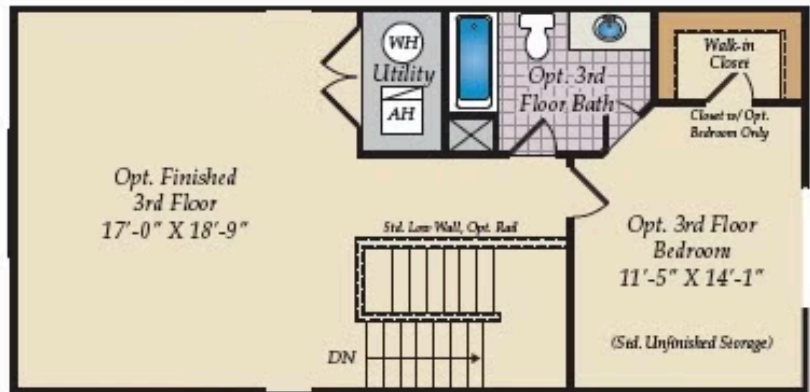 WH
Utility
AH
Opt. 3rd
Floor Bath
Walk-in
Closet
Closet w/ Opt.
Bedroom Only
Opt. Finished
3rd Floor
17'-0" X 18'-9"
Std. Low Wall, Opt. Rail
Opt. 3rd Floor
Bedroom
11'-5" X 14'-1"
(Std. Unfinished Storage)
DN